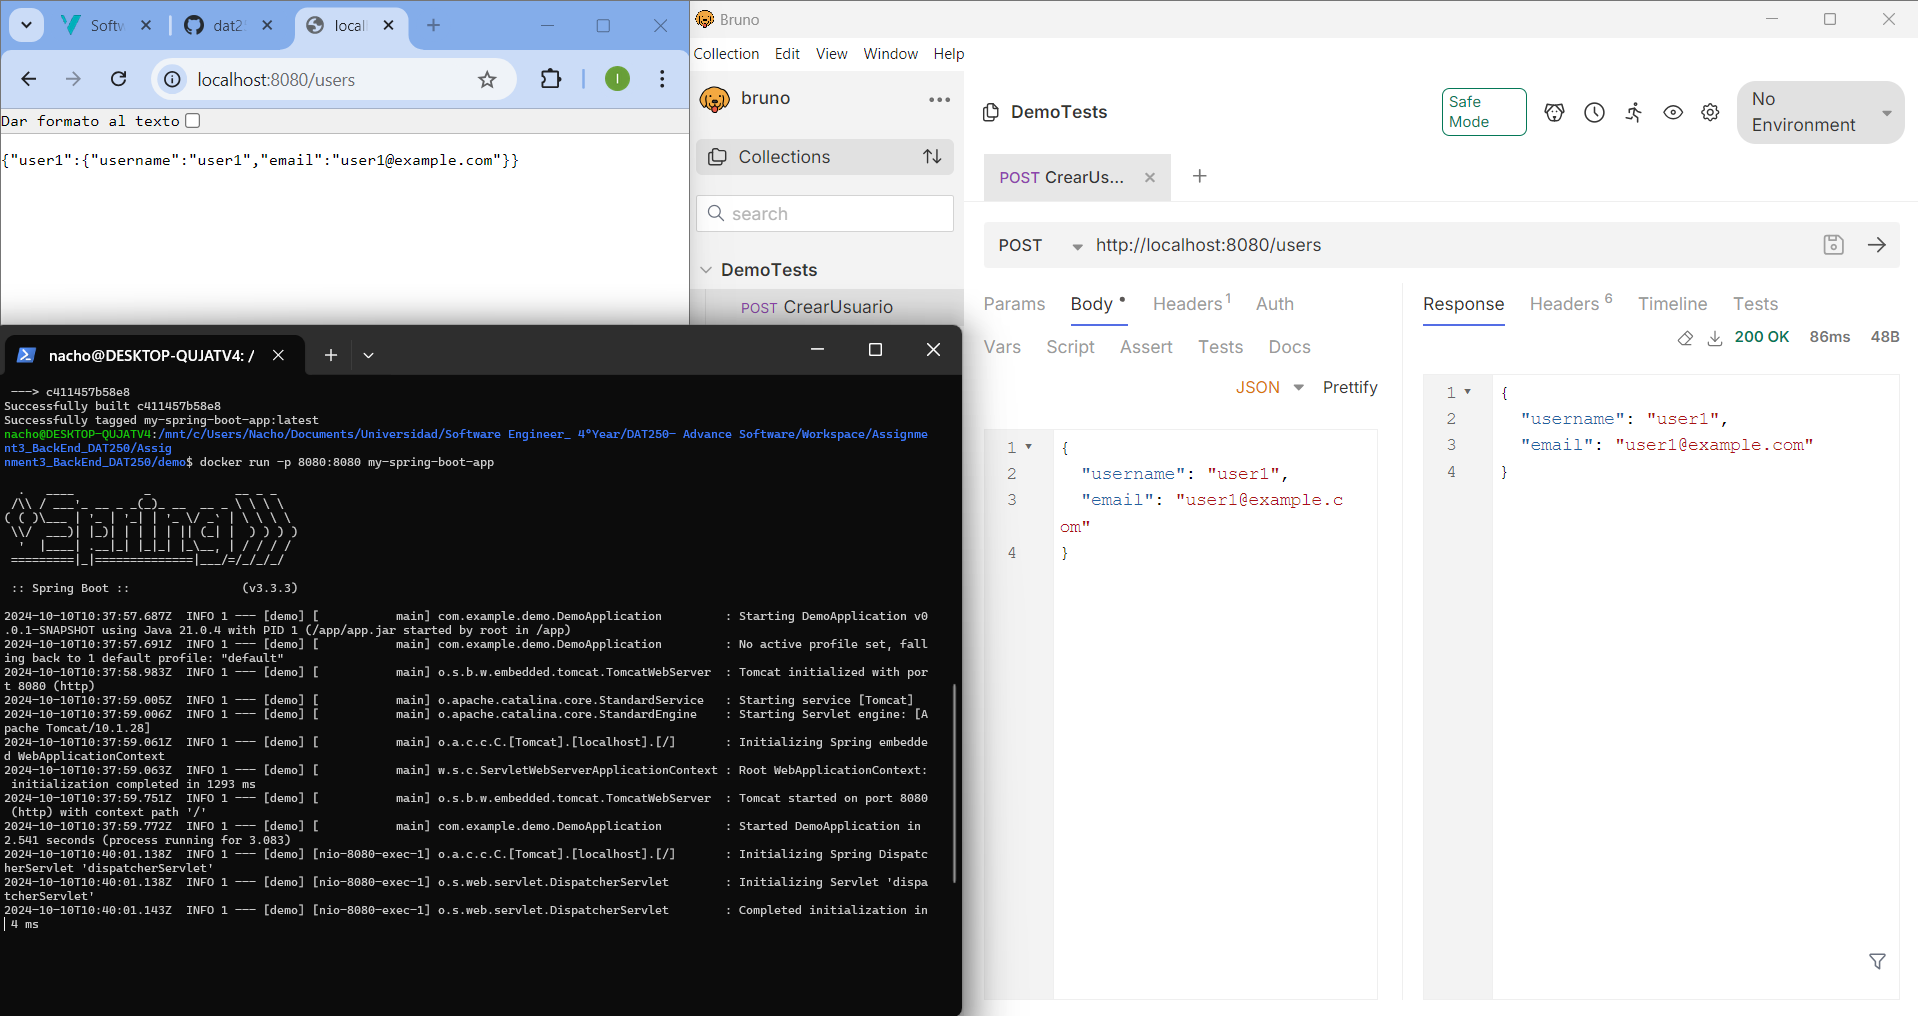 Softw
dat2
local
localhost:8080/users
I
Dar formato al texto
{"user1":{"username":"user1","email":"user1@example.com"}}
Bruno
Collection Edit View Window Help
bruno
Collections
search
DemoTests
POST CrearUsuario
DemoTests
Safe
Mode
No
Environment
POST CrearUs...
POST http://localhost:8080/users
Params Body Headers 1 Auth
Vars Script Assert Tests Docs
JSON Prettify
1 {
2 "username": "user1",
3 "email": "user1@example.c
om"
4 }
Response Headers 6 Timeline Tests
200 OK 86ms 48B
1 {
2 "username": "user1",
3 "email": "user1@example.com"
4 }
nacho@DESKTOP-QUJATV4: /
---> c411457b58e8
Successfully built c411457b58e8
Successfully tagged my-spring-boot-app:latest
nacho@DESKTOP-QUJATV4:/mnt/c/Users/Nacho/Documents/Universidad/Software Engineer_ 4°Year/DAT250- Advance Software/Workspace/Assignme
nt3_BackEnd_DAT250/Assig
nment3_BackEnd_DAT250/demo$ docker run -p 8080:8080 my-spring-boot-app
:: Spring Boot :: (v3.3.3)
2024-10-10T10:37:57.687Z INFO 1 --- [demo] [ main] com.example.demo.DemoApplication : Starting DemoApplication v0
.0.1-SNAPSHOT using Java 21.0.4 with PID 1 (/app/app.jar started by root in /app)
2024-10-10T10:37:57.691Z INFO 1 --- [demo] [ main] com.example.demo.DemoApplication : No active profile set, fall
ing back to 1 default profile: "default"
2024-10-10T10:37:58.983Z INFO 1 --- [demo] [ main] o.s.b.w.embedded.tomcat.TomcatWebServer : Tomcat initialized with por
t 8080 (http)
2024-10-10T10:37:59.005Z INFO 1 --- [demo] [ main] o.apache.catalina.core.StandardService : Starting service [Tomcat]
2024-10-10T10:37:59.006Z INFO 1 --- [demo] [ main] o.apache.catalina.core.StandardEngine : Starting Servlet engine: [A
pache Tomcat/10.1.28]
2024-10-10T10:37:59.061Z INFO 1 --- [demo] [ main] o.a.c.c.C.[Tomcat].[localhost].[/] : Initializing Spring embedde
d WebApplicationContext
2024-10-10T10:37:59.063Z INFO 1 --- [demo] [ main] w.s.c.ServletWebServerApplicationContext : Root WebApplicationContext:
initialization completed in 1293 ms
2024-10-10T10:37:59.751Z INFO 1 --- [demo] [ main] o.s.b.w.embedded.tomcat.TomcatWebServer : Tomcat started on port 8080
(http) with context path '/'
2024-10-10T10:37:59.772Z INFO 1 --- [demo] [ main] com.example.demo.DemoApplication : Started DemoApplication in
2.541 seconds (process running for 3.083)
2024-10-10T10:40:01.138Z INFO 1 --- [demo] [nio-8080-exec-1] o.a.c.c.C.[Tomcat].[localhost].[/] : Initializing Spring Dispatc
herServlet 'dispatcherServlet'
2024-10-10T10:40:01.138Z INFO 1 --- [demo] [nio-8080-exec-1] o.s.web.servlet.DispatcherServlet : Initializing Servlet 'dispa
tcherServlet'
2024-10-10T10:40:01.143Z INFO 1 --- [demo] [nio-8080-exec-1] o.s.web.servlet.DispatcherServlet : Completed initialization in
4 ms